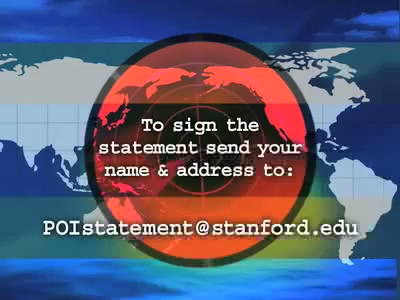 To sign the
statement send your
name & address to:
POIstatement@stanford.edu